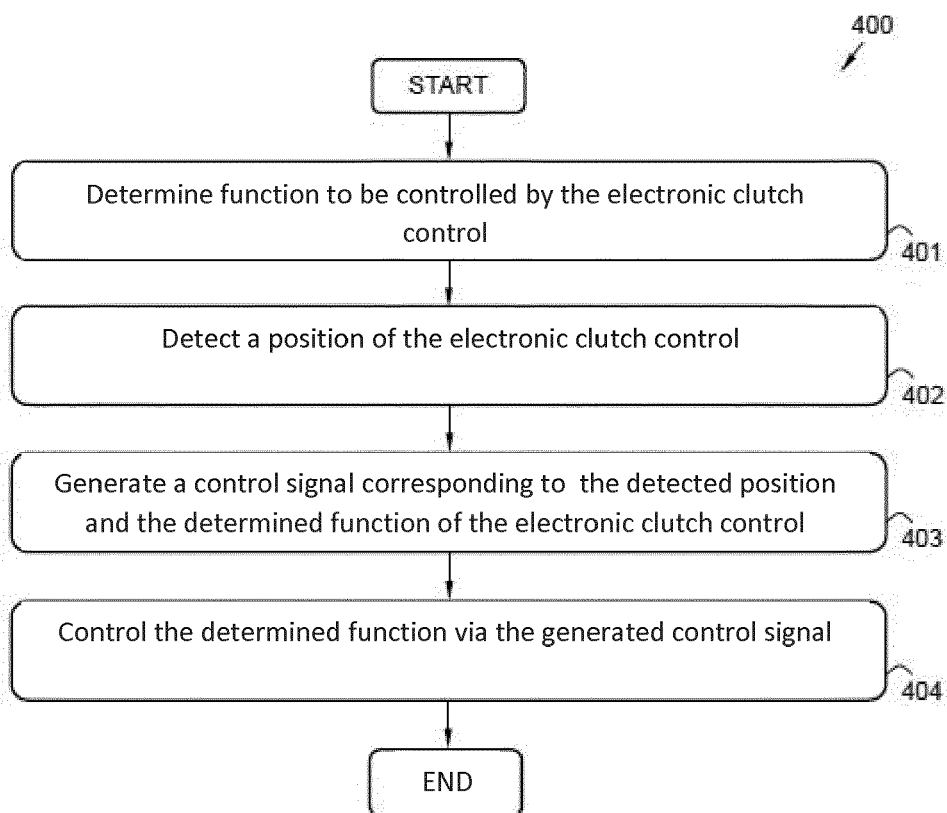 400
START
Determine function to be controlled by the electronic clutch
control
401
Detect a position of the electronic clutch control
402
Generate a control signal corresponding to  the detected position
and the determined function of the electronic clutch control
403
Control the determined function via the generated control signal
404
END